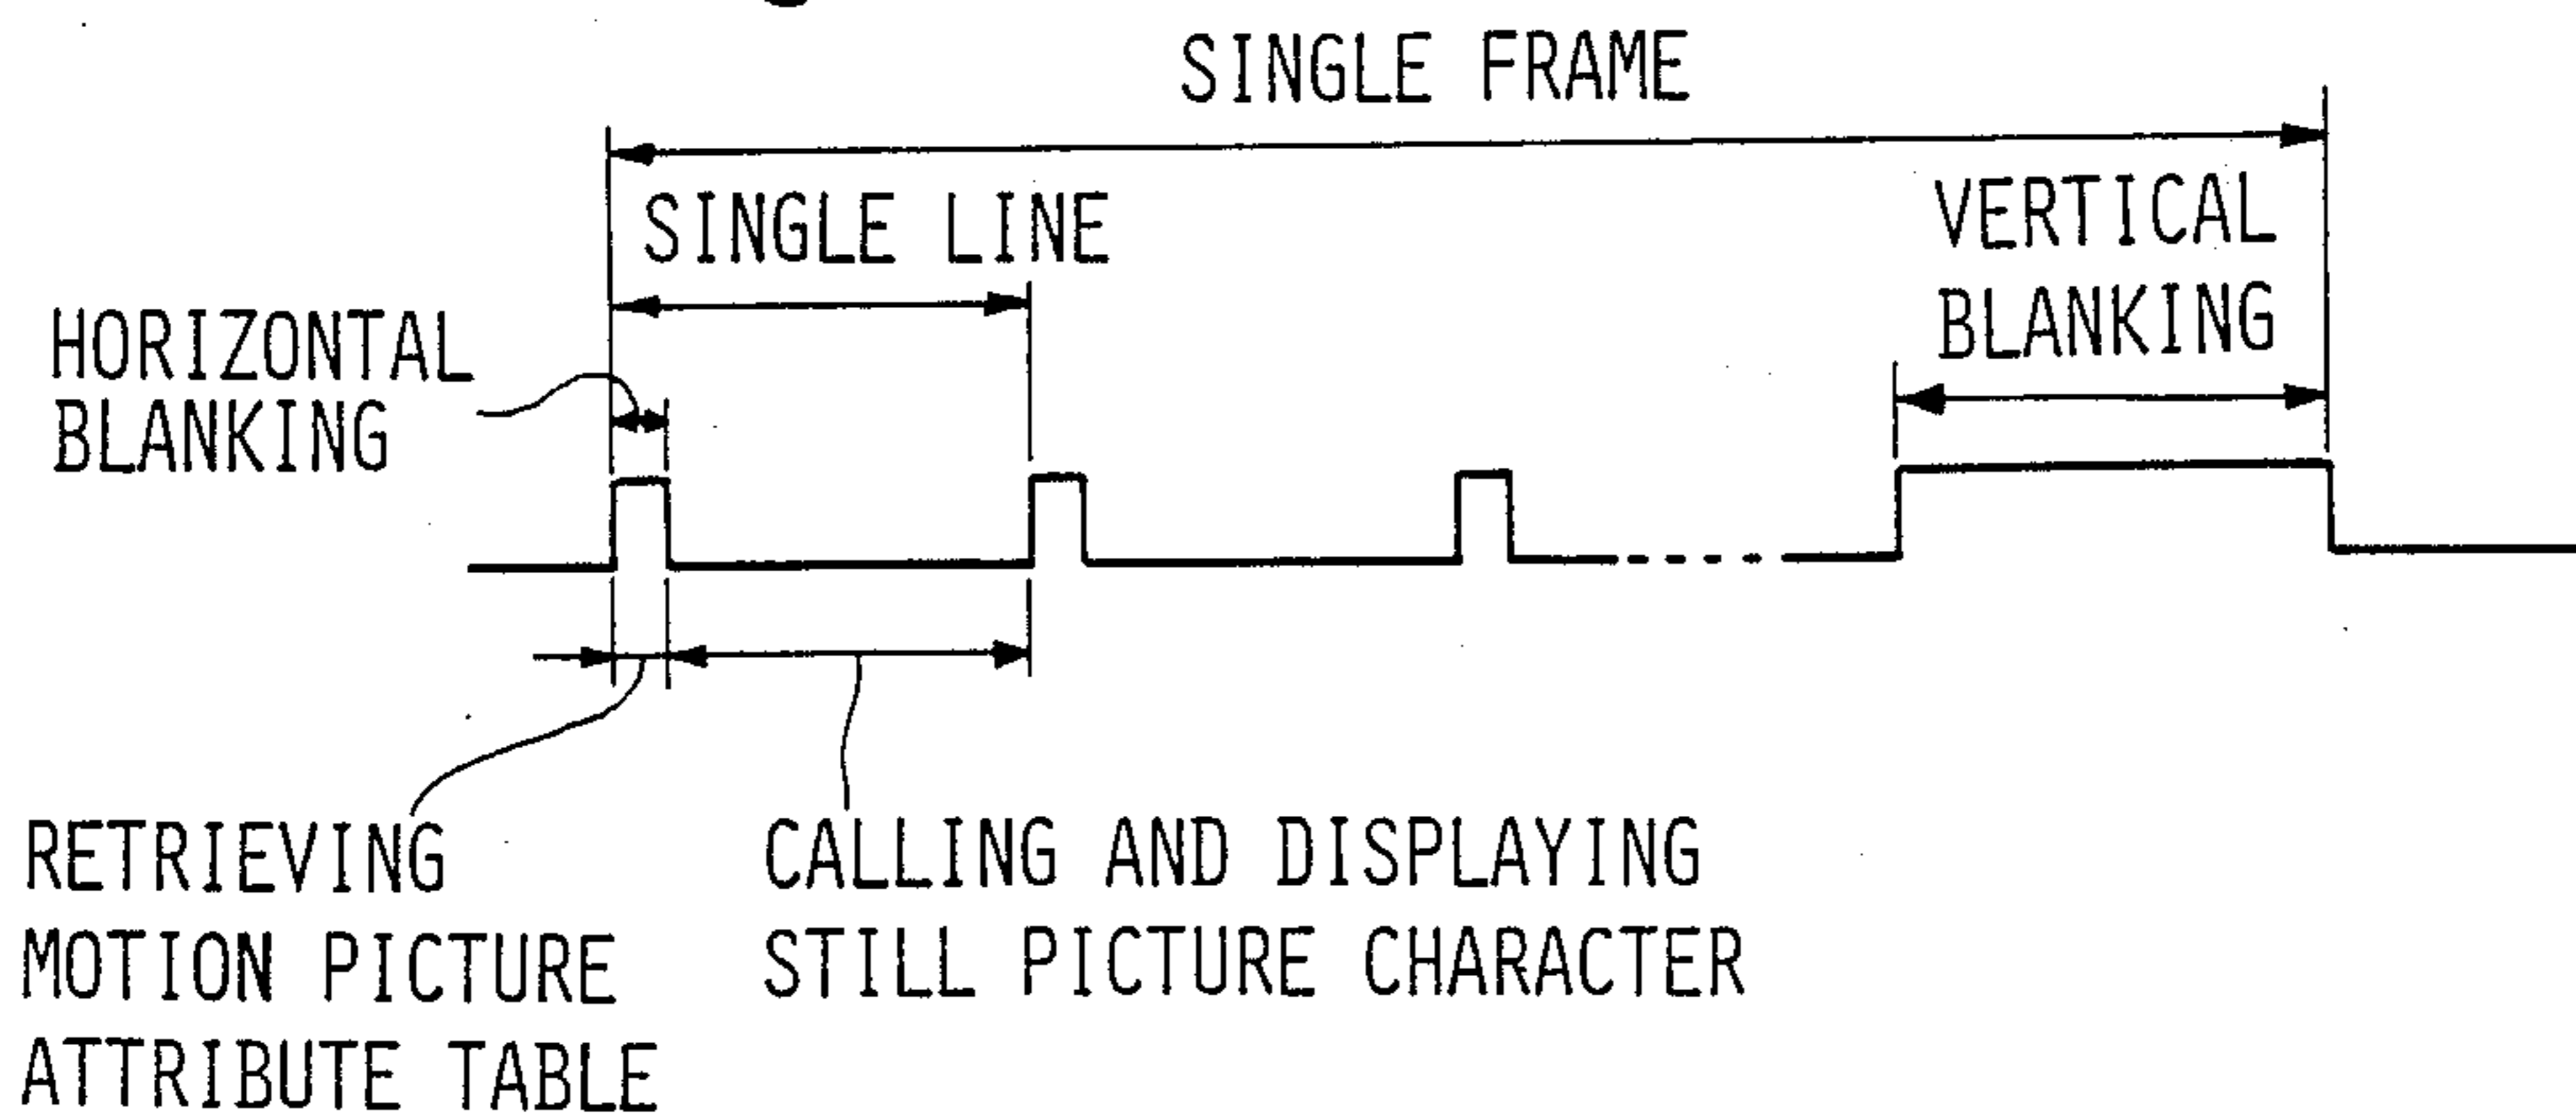 SINGLE FRAME
SINGLE LINE
VERTICAL
BLANKING
HORIZONTAL
BLANKING
RETRIEVING
MOTION PICTURE
ATTRIBUTE TABLE
CALLING AND DISPLAYING
STILL PICTURE CHARACTER